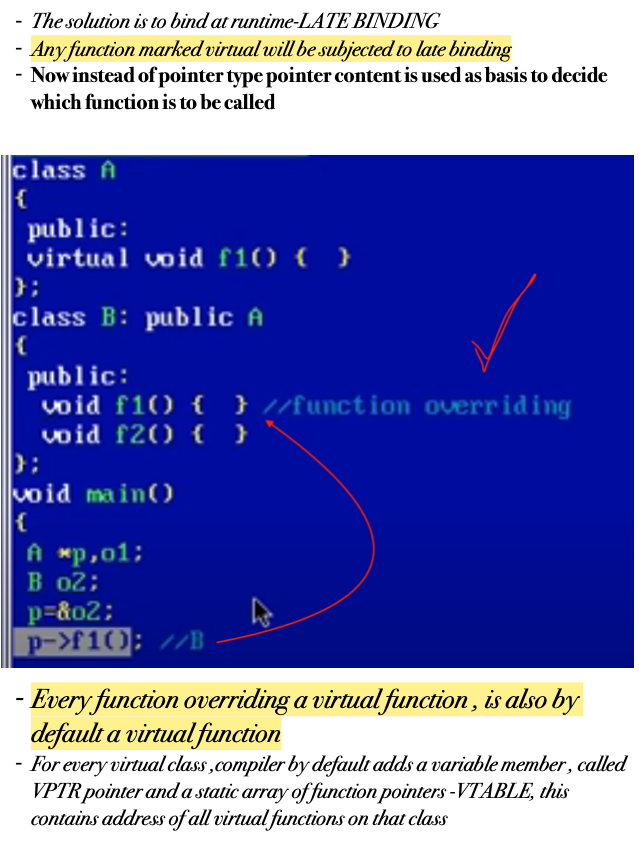 - The solution is to bind at runtime-LATE BINDING
- Any function marked virtual will be subjected to late binding
- Now instead of pointer type pointer content is used as basis to decide
which function is to be called
class A
{
public:
virtual void f1() { }
};
class B: public A
{
public:
void f1() { } //function overriding
void f2() { }
};
void main()
{
A *p,o1;
B o2;
p=&o2;
p->f1(); //B
- Every function overriding a virtual function , is also by
default a virtual function
- For every virtual class ,compiler by default adds a variable member , called
VPTR pointer and a static array of function pointers -VTABLE, this
contains address of all virtual functions on that class